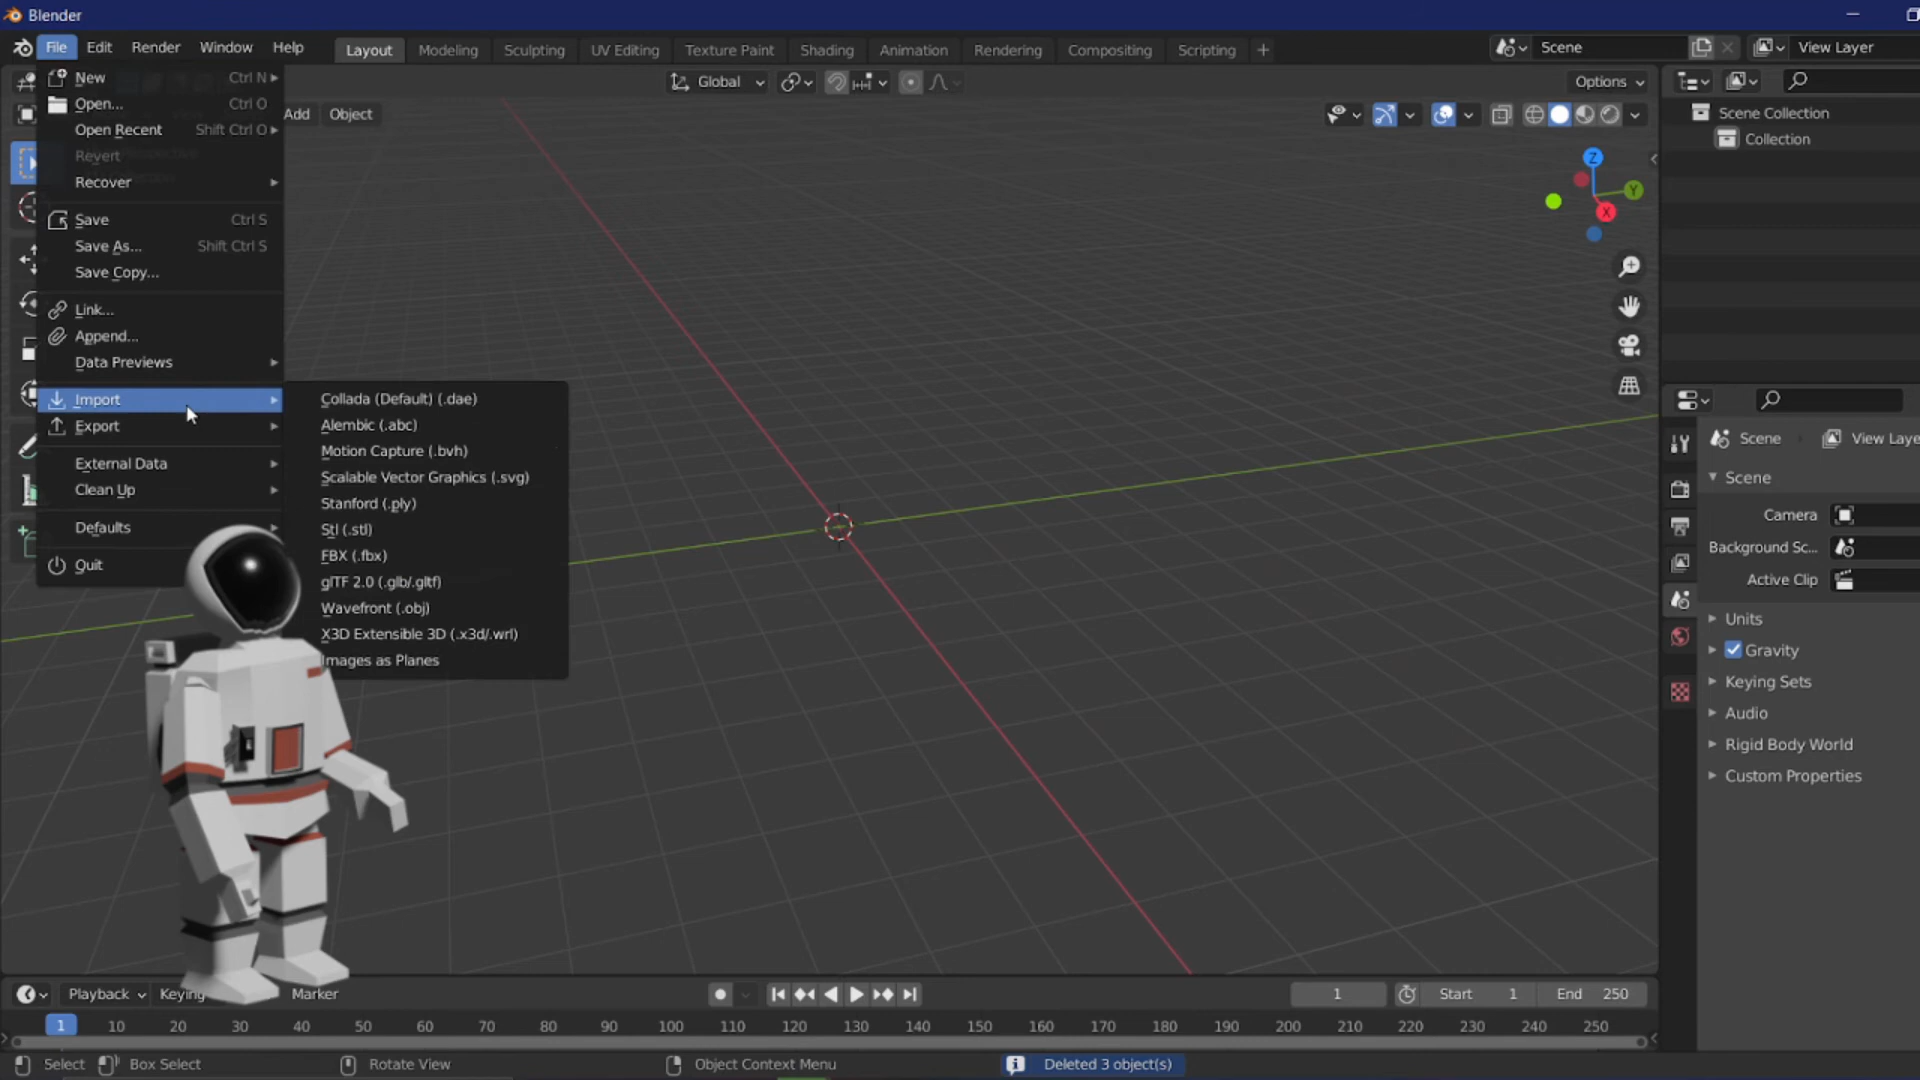 Blender
File Edit Render Window Help Layout Modeling Sculpting UV Editing Texture Paint Shading Animation Rendering Compositing Scripting + Scene View Layer
New Ctrl N
Global
Options
Open... Ctrl O
Add Object
Scene Collection
Open Recent Shift Ctrl O
Collection
Revert
Recover
Z
Y
X
Save Ctrl S
Save As... Shift Ctrl S
Save Copy...
Link...
Append...
Data Previews
Import
Export
External Data
Clean Up
Defaults
Quit
Collada (Default) (.dae)
Alembic (.abc)
Motion Capture (.bvh)
Scalable Vector Graphics (.svg)
Stanford (.ply)
Stl (.stl)
FBX (.fbx)
glTF 2.0 (.glb/.gltf)
Wavefront (.obj)
X3D Extensible 3D (.x3d/.wrl)
Images as Planes
Scene View Laye
Scene
Camera
Background Sc...
Active Clip
Units
Gravity
Keying Sets
Audio
Rigid Body World
Custom Properties
Playback Keying Marker 1 Start 1 End 250
1 10 20 30 40 50 60 70 80 90 100 110 120 130 140 150 160 170 180 190 200 210 220 230 240 250
Select Box Select Rotate View Object Context Menu Deleted 3 object(s)